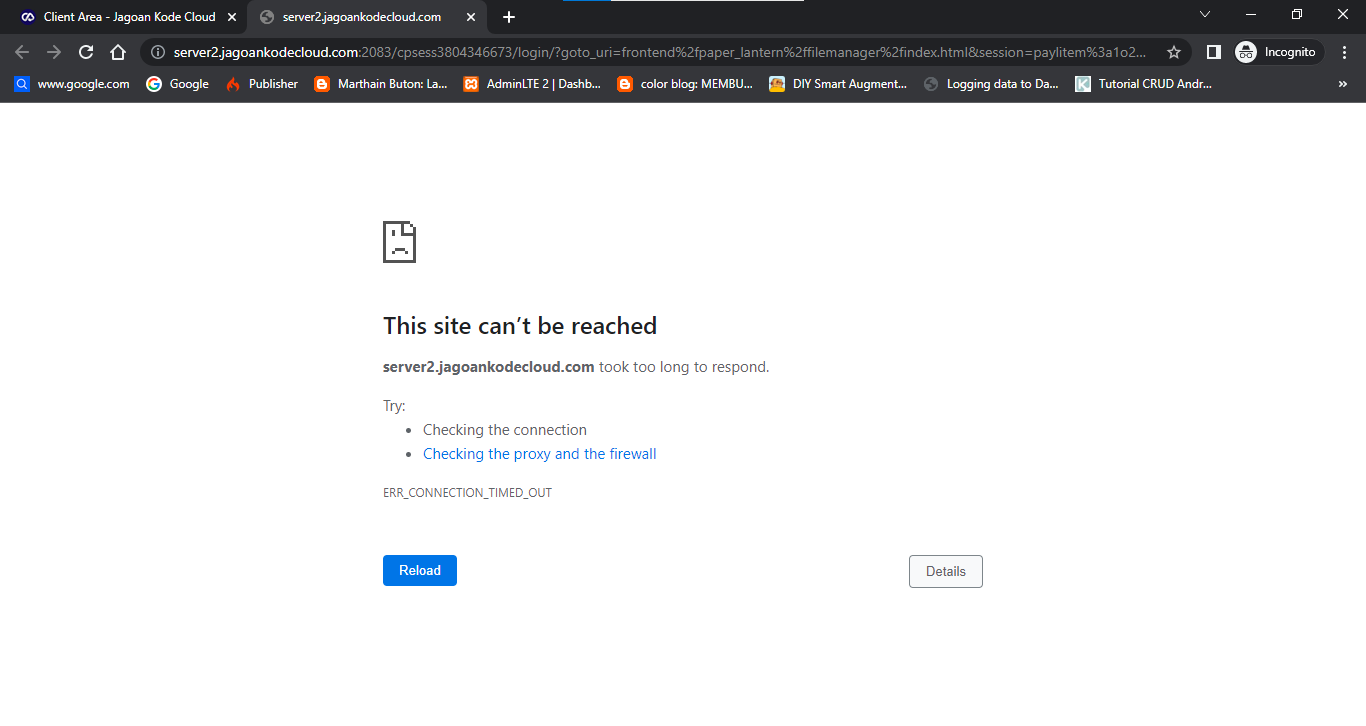 Client Area - Jagoan Kode Cloud
server2.jagoankodecloud.com
server2.jagoankodecloud.com:2083/cpsess3804346673/login/?goto_uri=frontend%2fpaper_lantern%2ffilemanager%2findex.html&session=paylitem%3a1o2...
Incognito
www.google.com
Google
Publisher
Marthain Buton: La...
AdminLTE 2 | Dashb...
color blog: MEMBU...
DIY Smart Augment...
Logging data to Da...
Tutorial CRUD Andr...
This site can’t be reached
server2.jagoankodecloud.com took too long to respond.
Try:
• Checking the connection
• Checking the proxy and the firewall
ERR_CONNECTION_TIMED_OUT
Reload
Details